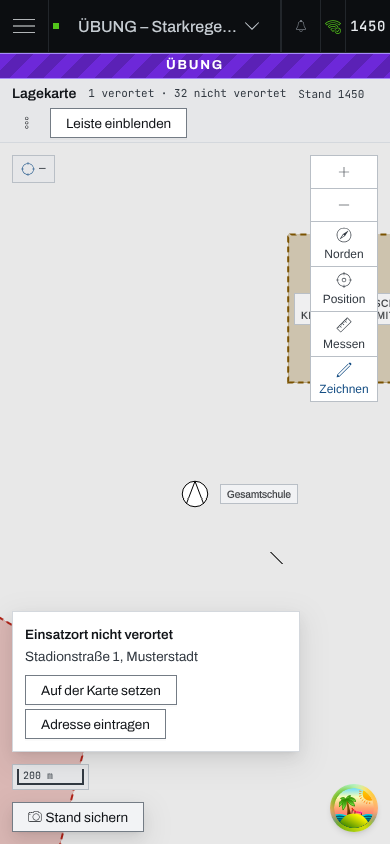 ÜBUNG – Starkrege...
1450
ÜBUNG
Lagekarte 1 verortet · 32 nicht verortet Stand 1450
Leiste einblenden
–
+
−
Norden
Position
Messen
Zeichnen
Gesamtschule
Einsatzort nicht verortet
Stadionstraße 1, Musterstadt
Auf der Karte setzen
Adresse eintragen
200 m
Stand sichern